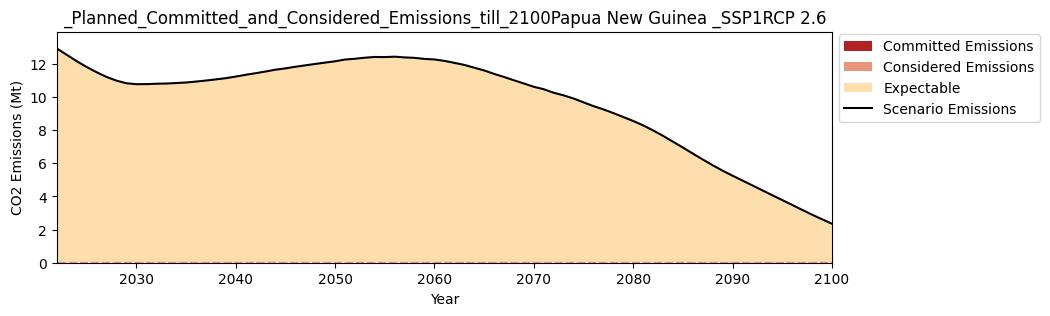 _Planned_Committed_and_Considered_Emissions_till_2100Papua New Guinea _SSP1RCP 2.6
Committed Emissions
Considered Emissions
Expectable
Scenario Emissions
CO2 Emissions (Mt)
12
10
8
6
4
2
0
2030 2040 2050 2060 2070 2080 2090 2100
Year